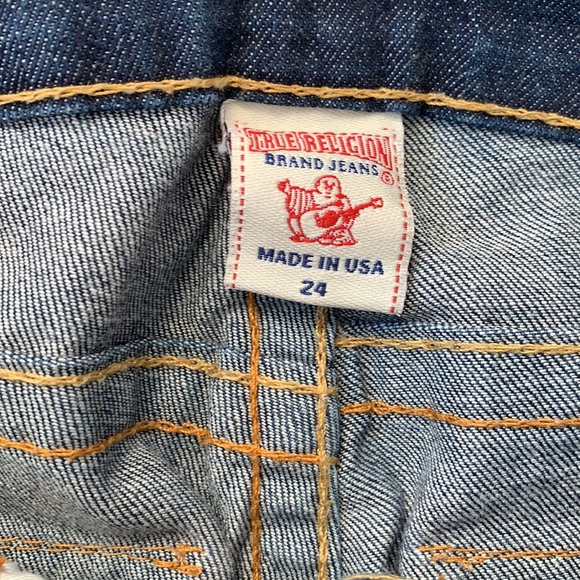 TRUE RELIGION
BRAND JEANS®
MADE IN USA
24